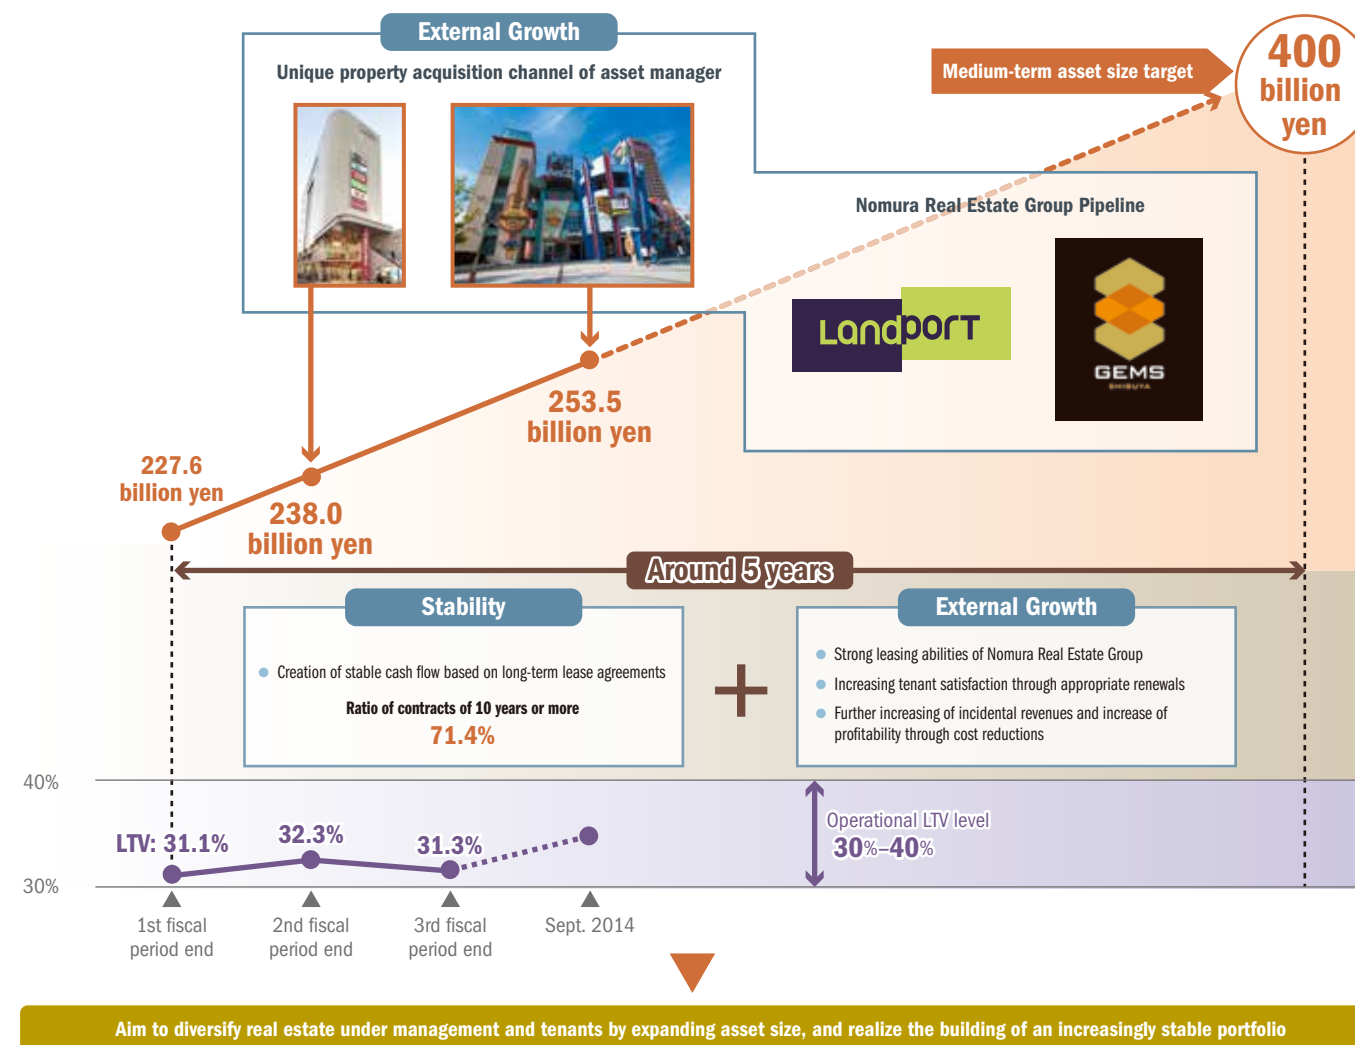 External Growth
Unique property acquisition channel of asset manager
Medium-term asset size target
400
billion
yen
Nomura Real Estate Group Pipeline
Landport
GEMS
SHIBUYA
253.5
billion yen
227.6
billion yen
238.0
billion yen
Around 5 years
Stability
Creation of stable cash flow based on long-term lease agreements
Ratio of contracts of 10 years or more
71.4%
External Growth
Strong leasing abilities of Nomura Real Estate Group
Increasing tenant satisfaction through appropriate renewals
Further increasing of incidental revenues and increase of
profitability through cost reductions
40%
LTV: 31.1%
32.3%
31.3%
Operational LTV level
30%–40%
30%
1st fiscal
period end
2nd fiscal
period end
3rd fiscal
period end
Sept. 2014
Aim to diversify real estate under management and tenants by expanding asset size, and realize the building of an increasingly stable portfolio